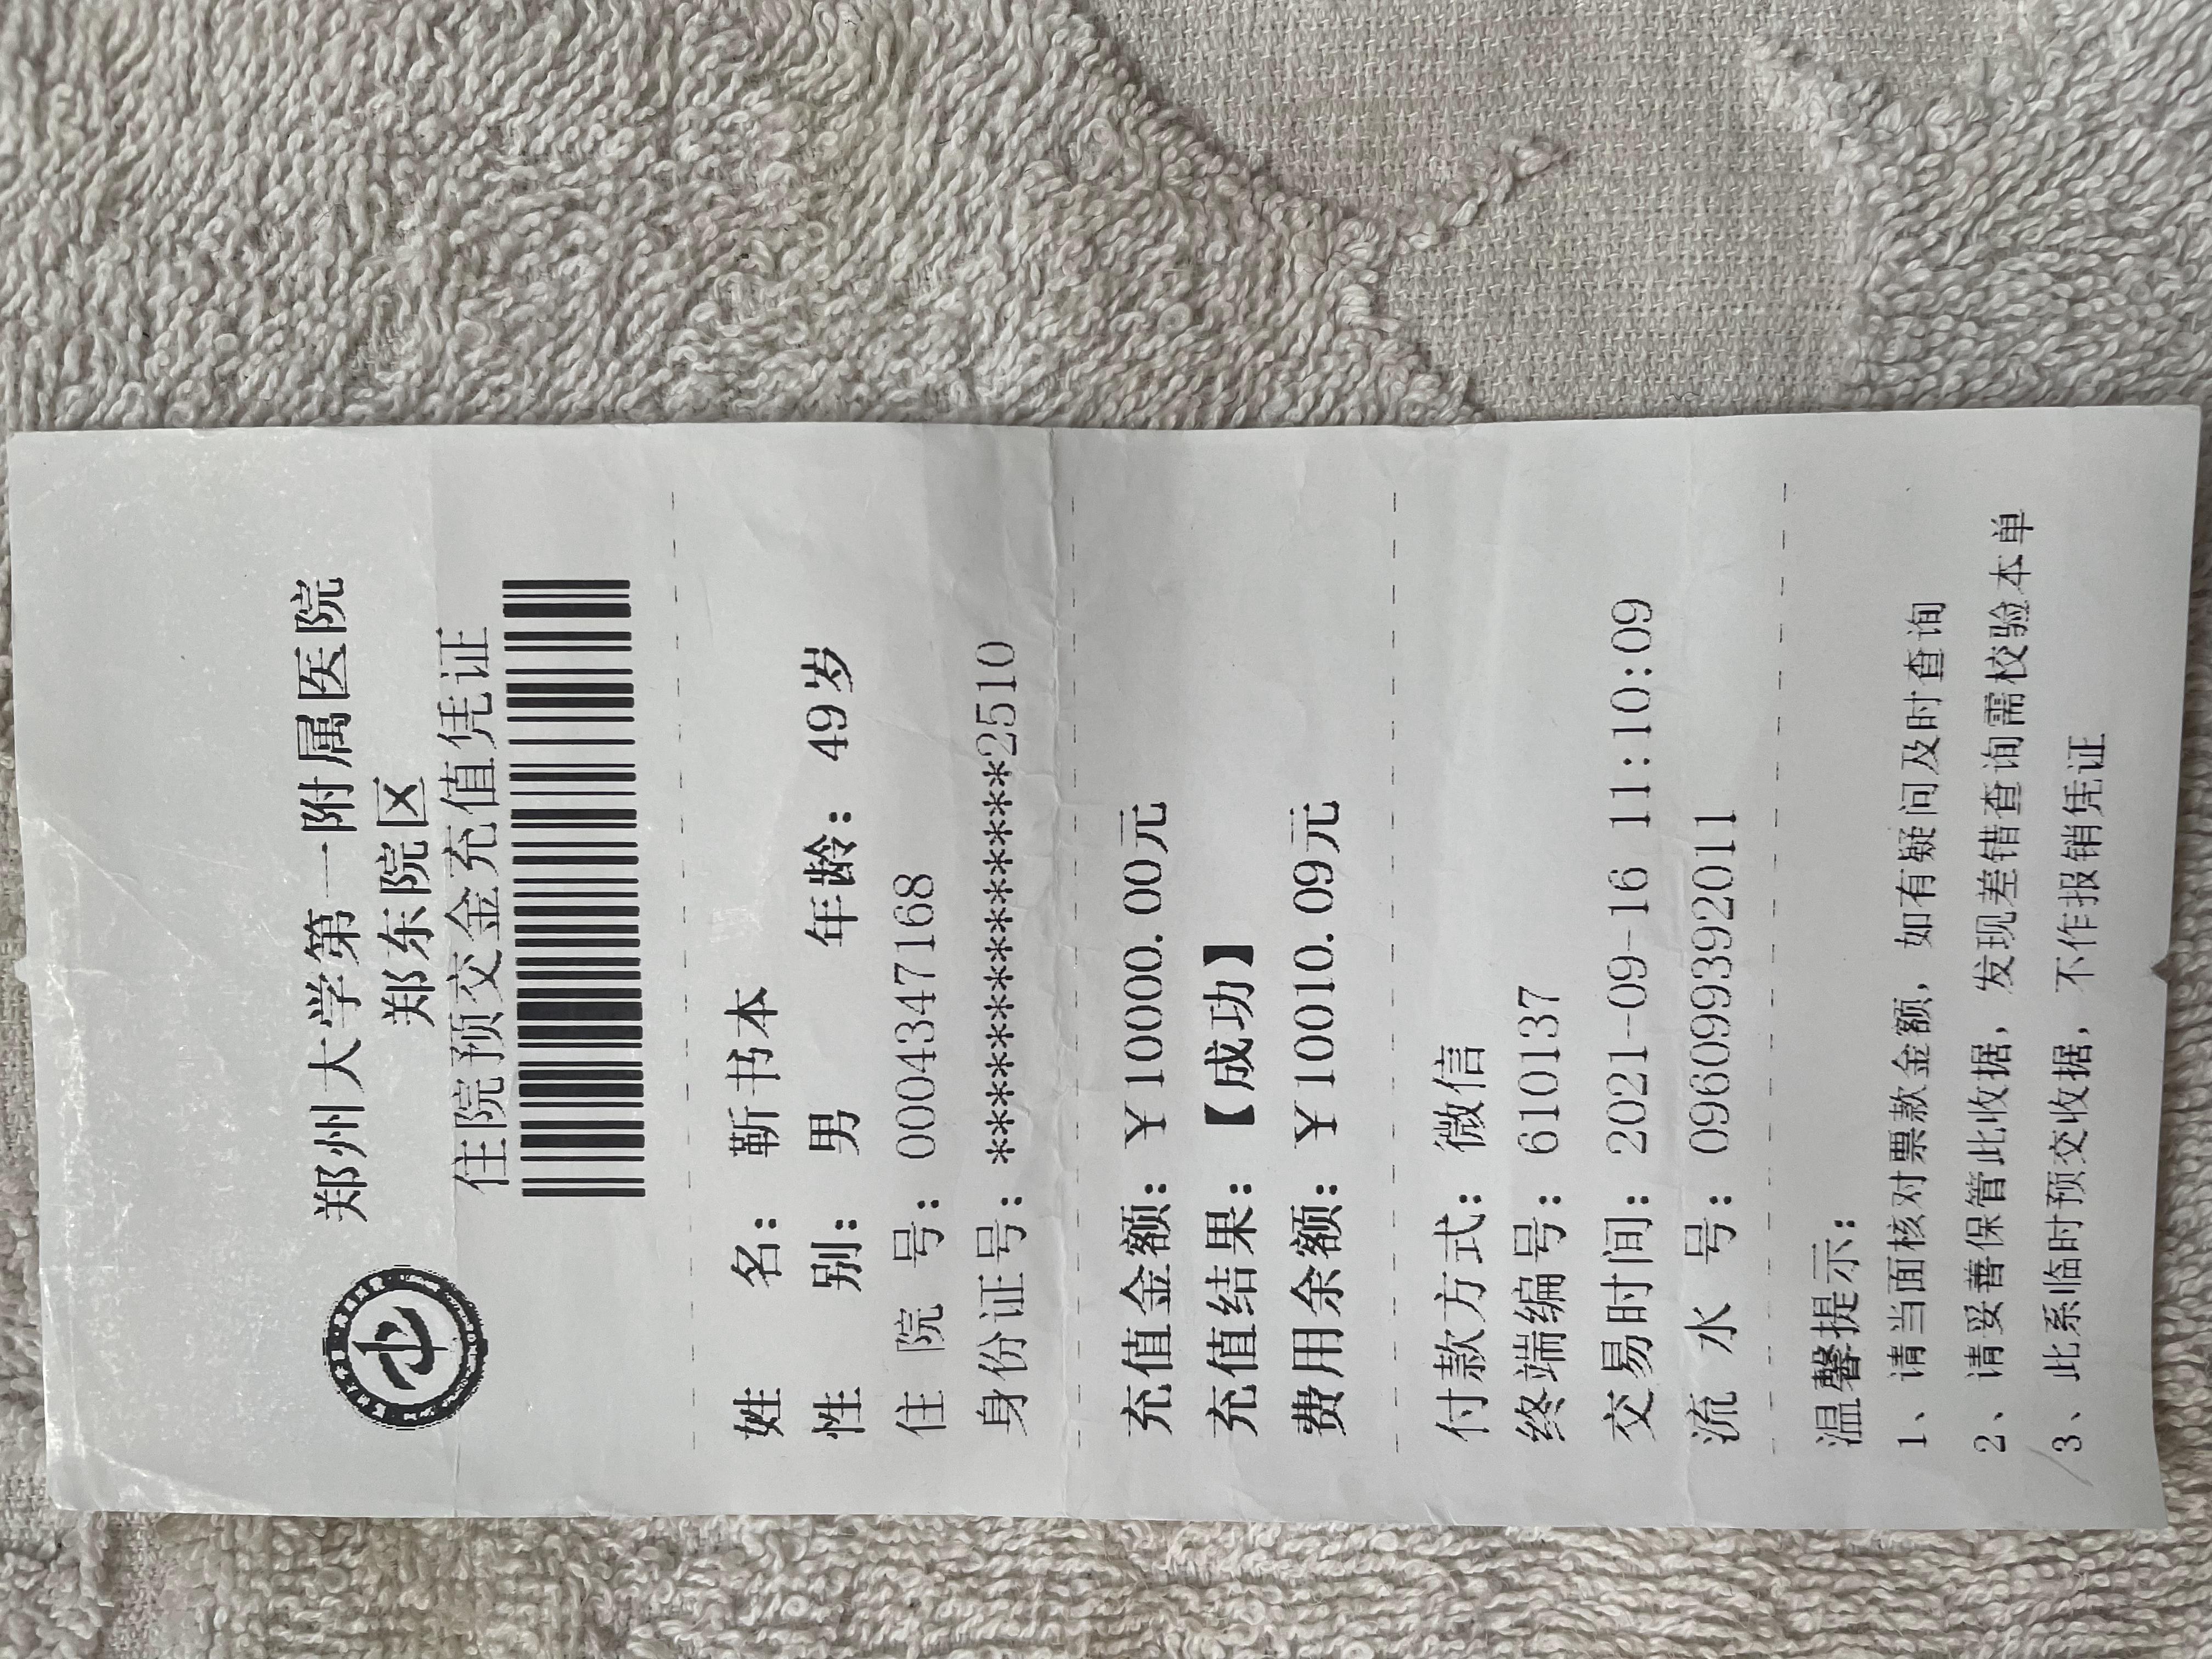 郑州大学第一附属医院
郑东院区
住院预交金充值凭证
姓 名: 靳书本
性 别: 男 年龄: 49岁
住 院 号: 0004347168
身份证号: **************2510
充值金额: ¥10000.00元
充值结果:【成功】
费用余额: ¥10010.09元
付款方式: 微信
终端编号: 610137
交易时间: 2021-09-16 11:10:09
流 水 号: 096099392011
温馨提示:
1、请当面核对票款金额, 如有疑问及时查询
2、请妥善保管此收据, 发现差错查询需校验本单
3、此系临时预交收据, 不作报销凭证